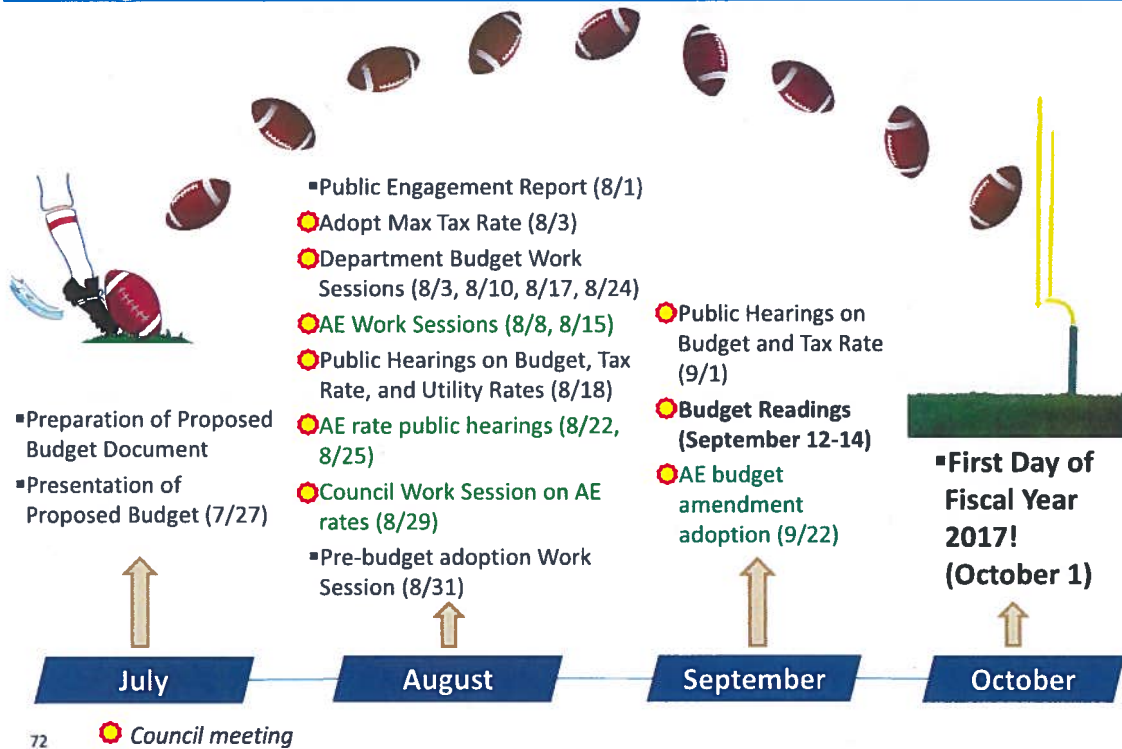 ▪Preparation of Proposed
Budget Document
▪Presentation of
Proposed Budget (7/27)
▪Public Engagement Report (8/1)
Adopt Max Tax Rate (8/3)
Department Budget Work
Sessions (8/3, 8/10, 8/17, 8/24)
AE Work Sessions (8/8, 8/15)
Public Hearings on Budget, Tax
Rate, and Utility Rates (8/18)
AE rate public hearings (8/22,
8/25)
Council Work Session on AE
rates (8/29)
▪Pre-budget adoption Work
Session (8/31)
Public Hearings on
Budget and Tax Rate
(9/1)
Budget Readings
(September 12-14)
AE budget
amendment
adoption (9/22)
▪First Day of
Fiscal Year
2017!
(October 1)
July
August
September
October
72
Council meeting